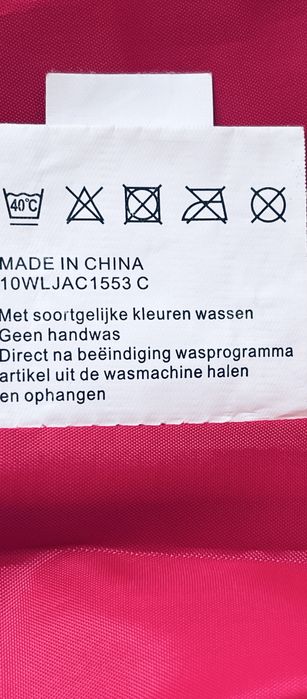 40°C
MADE IN CHINA
10WLJAC1553 C
Met soortgelijke kleuren wassen
Geen handwas
Direct na beëindiging wasprogramma
artikel uit de wasmachine halen
en ophangen